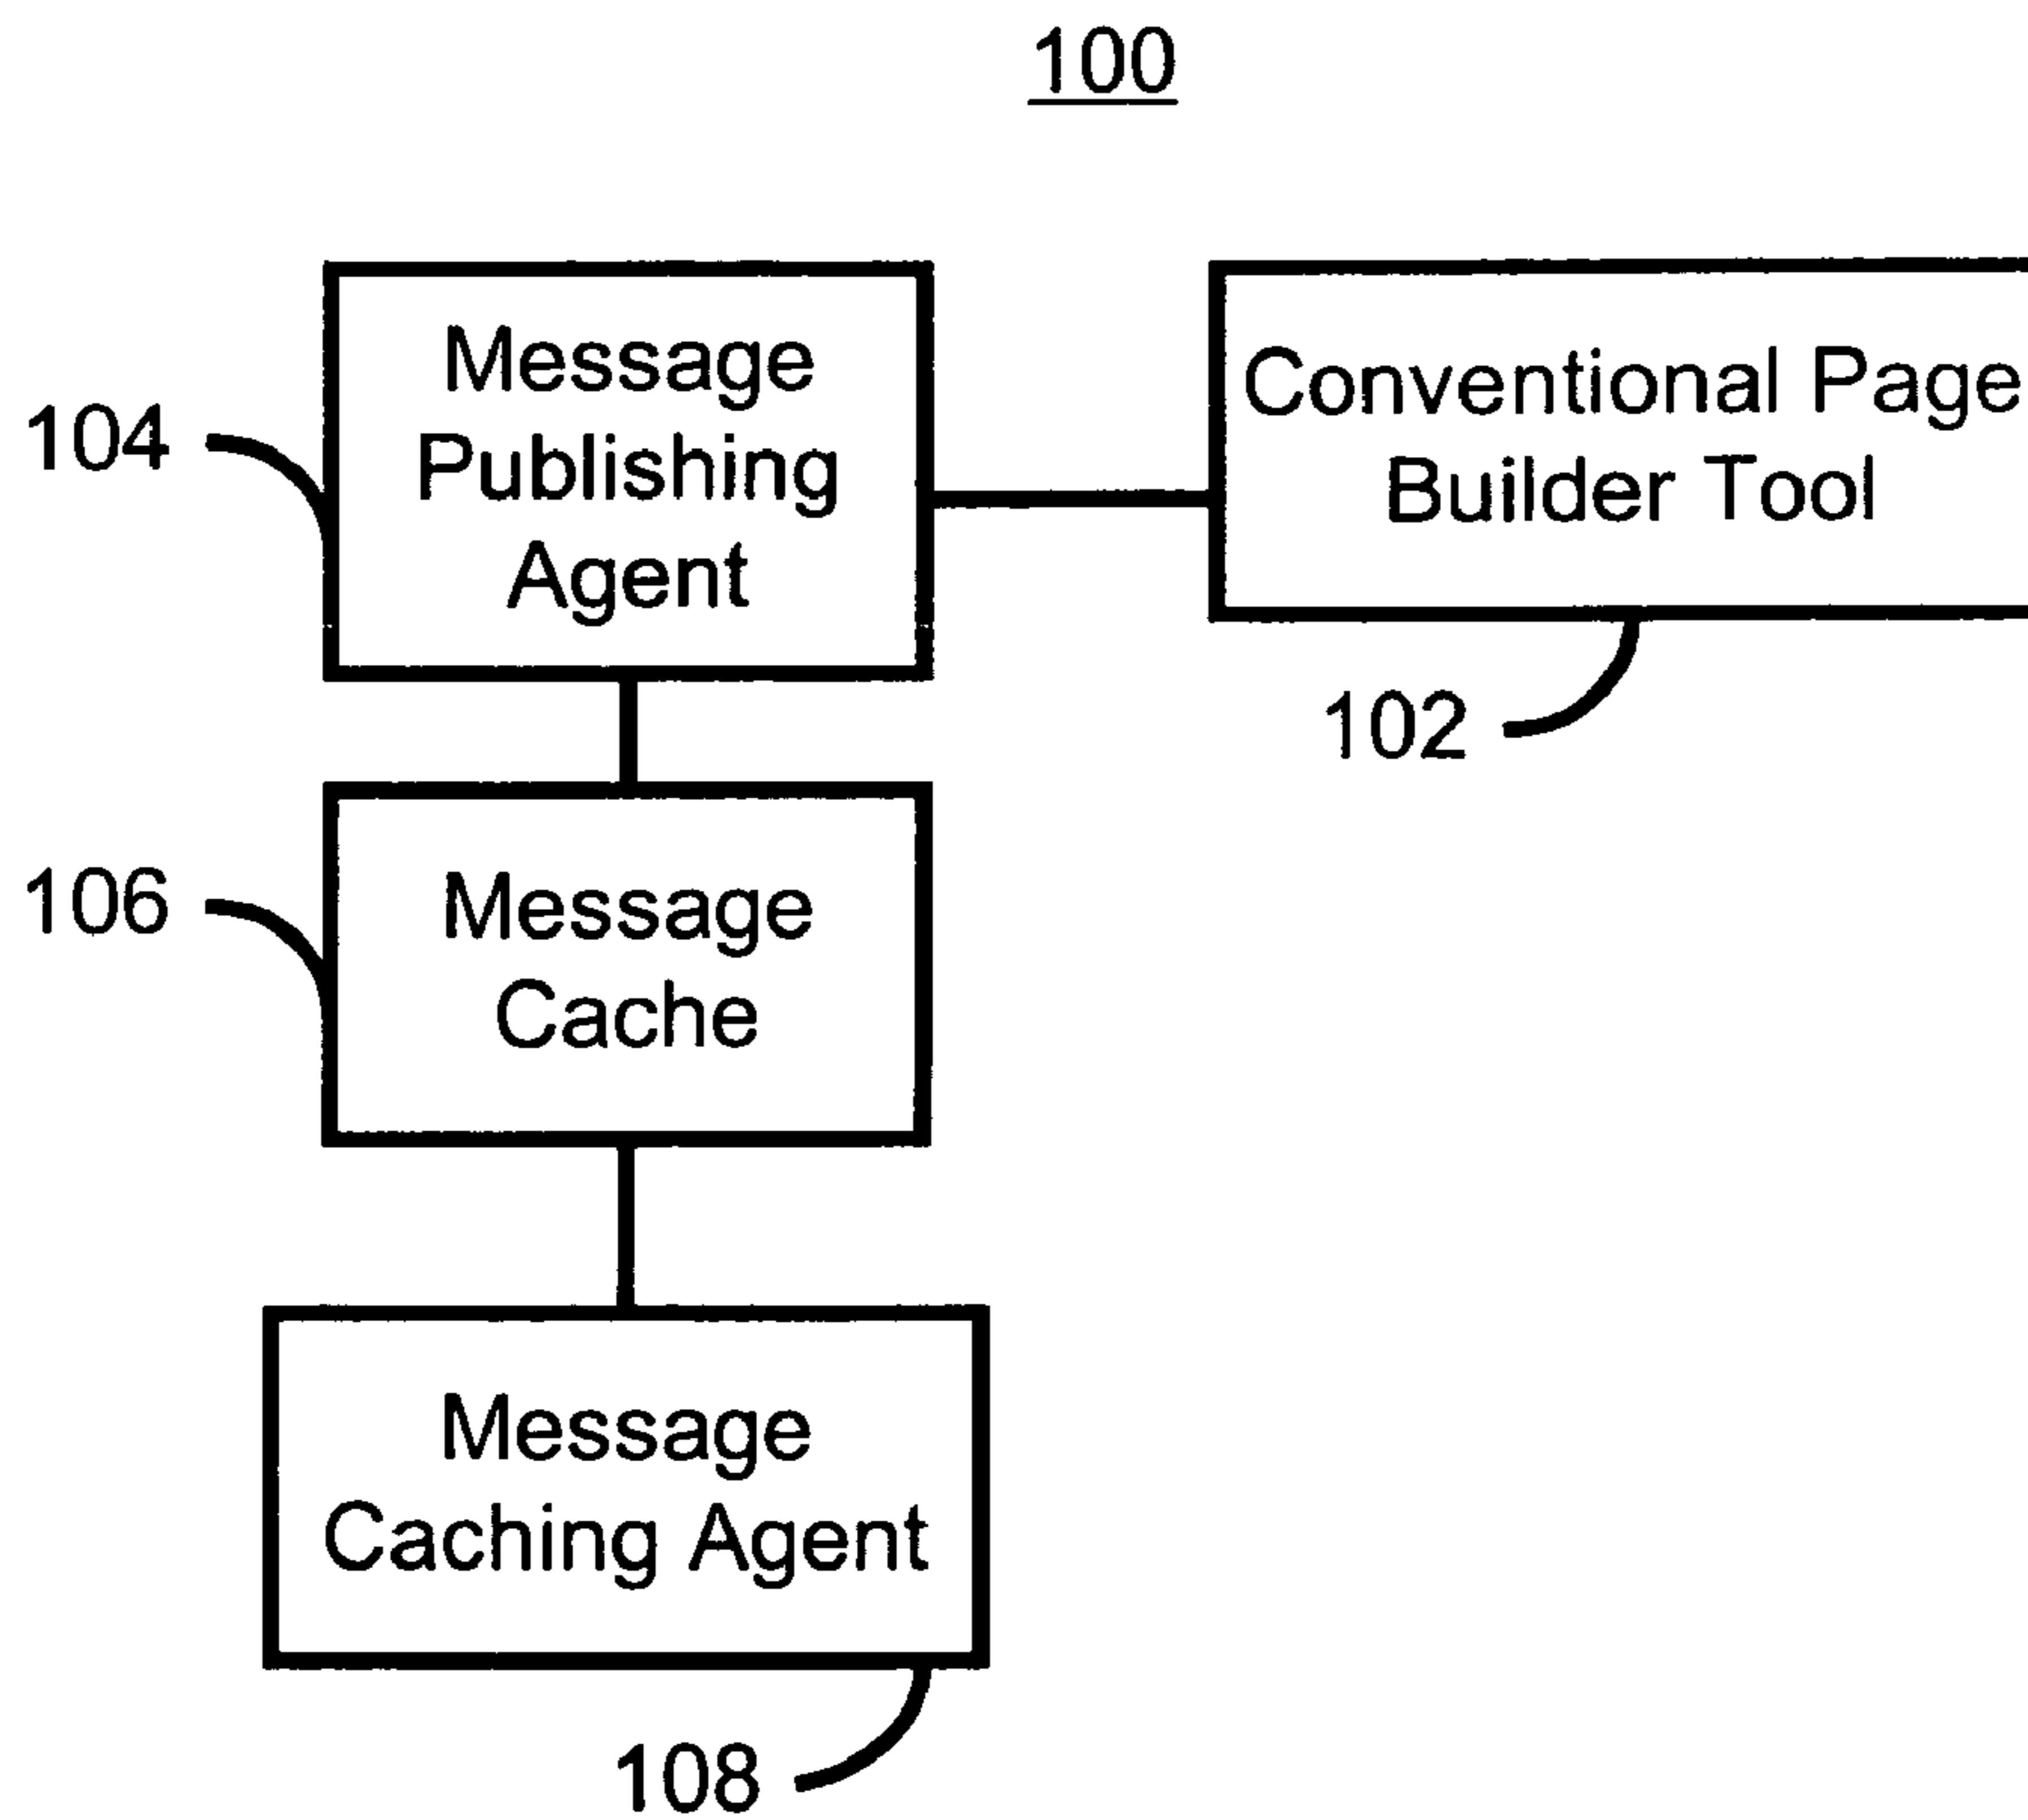 100
Message
Publishing
Agent
104
Conventional Page
Builder Tool
102
Message
Cache
106
Message
Caching Agent
108